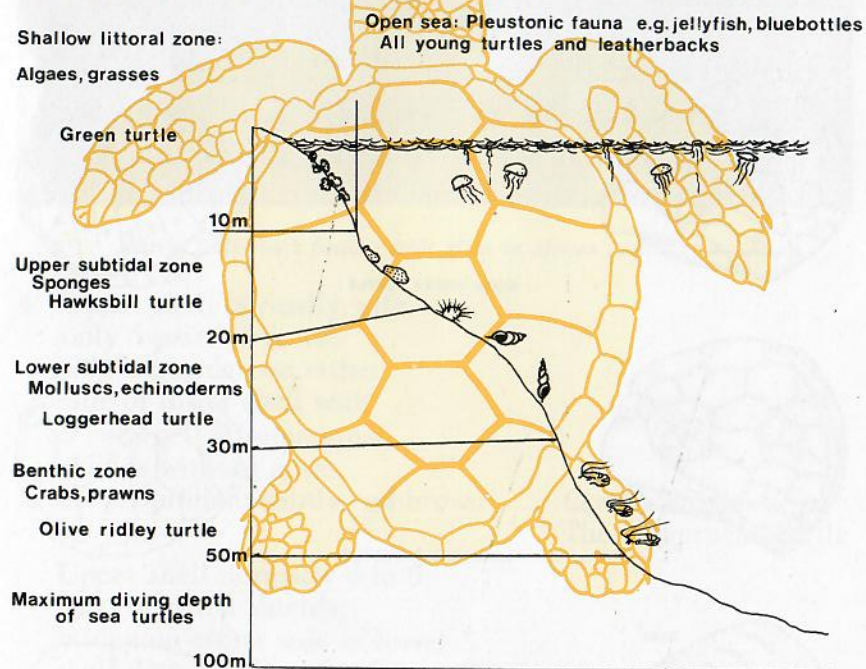 Open sea: Pleustonic fauna e.g. jellyfish, bluebottles
All young turtles and leatherbacks
Shallow littoral zone:
Algaes, grasses
Green turtle
10m
Upper subtidal zone
Sponges
Hawksbill turtle
20m
Lower subtidal zone
Molluscs, echinoderms
Loggerhead turtle
30m
Benthic zone
Crabs, prawns
Olive ridley turtle
50m
Maximum diving depth
of sea turtles
100m